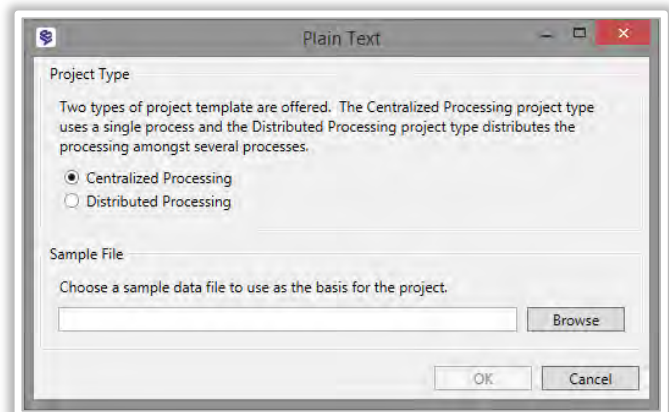 Plain Text
Project Type
Two types of project template are offered. The Centralized Processing project type
uses a single process and the Distributed Processing project type distributes the
processing amongst several processes.
Centralized Processing
Distributed Processing
Sample File
Choose a sample data file to use as the basis for the project.
Browse
OK Cancel